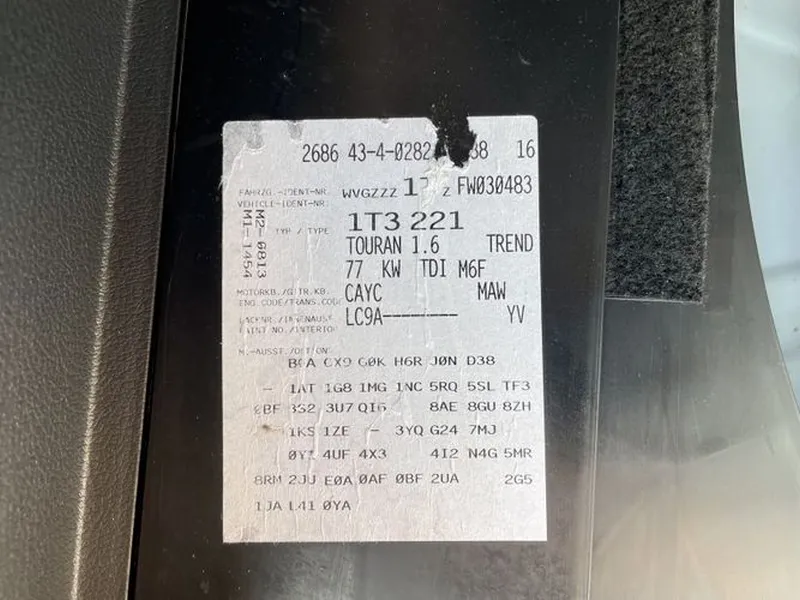 2686 43-4-0282 38 16
FAHRZG.-IDENT-NR. WVGZZZ 1T Z FW030483
VEHICLE-IDENT-NR.
M2- 0813
M1- 1454
TYP / TYPE 1T3 221
TOURAN 1.6 TREND
77 KW TDI M6F
MOTORKB./GETR.KB. CAYC MAW
ENG.CODE/TRANS.CODE
LACKNR./INNENAUSST. LC9A-------- YV
PAINT NO./INTERIOR
M.-AUSST./OPTION
CX9 G0K H6R J0N D38
- 1AT 1G8 1MG 1NC 5RQ 5SL TF3
3S2 3U7 QI6 8AE 8GU 8ZH
1KS 1ZE - 3YQ G24 7MJ
4UF 4X3 4I2 N4G 5MR
8RM 2JJ E0A 0AF 0BF 2UA 2G5
1JA L41 0YA